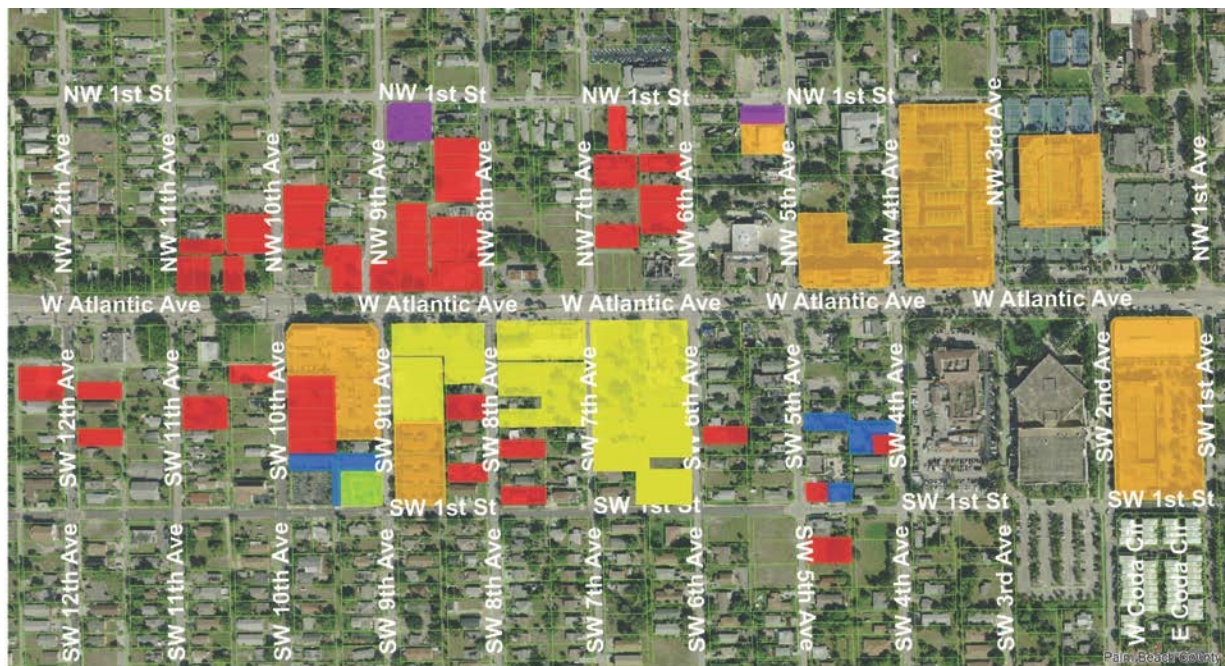 NW 1st St
NW 1st St
NW 1st St
NW 1st St
NW 12th Ave
NW 11th Ave
NW 10th Ave
NW 9th Ave
NW 8th Ave
NW 7th Ave
NW 6th Ave
NW 5th Ave
NW 4th Ave
NW 3rd Ave
NW 1st Ave
W Atlantic Ave
W Atlantic Ave
W Atlantic Ave
W Atlantic Ave
W Atlantic Ave
SW 12th Ave
SW 11th Ave
SW 10th Ave
SW 9th Ave
SW 8th Ave
SW 7th Ave
SW 6th Ave
SW 5th Ave
SW 4th Ave
SW 2nd Ave
SW 1st Ave
SW 1st St
SW 1st St
SW 1st St
SW 12th Ave
SW 11th Ave
SW 10th Ave
SW 9th Ave
SW 8th Ave
SW 7th Ave
SW 6th Ave
SW 5th Ave
SW 4th Ave
SW 3rd Ave
W Coda Cir
E Coda Cir
Palm Beach County